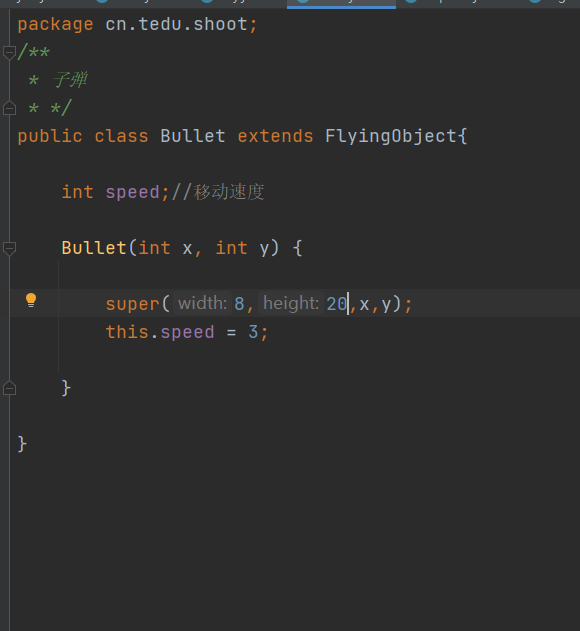 package cn.tedu.shoot;
/**
 * 子弹
 * */
public class Bullet extends FlyingObject{
int speed;//移动速度
Bullet(int x, int y) {
super( width: 8, height: 20,x,y);
this.speed = 3;
}
}